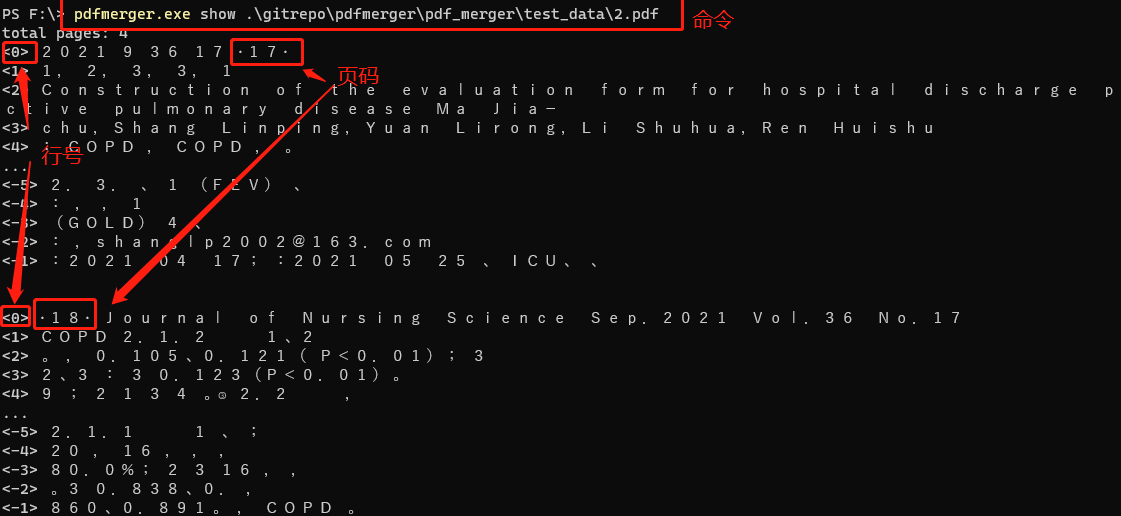 PS F:\> pdfmerger.exe show .\gitrepo\pdfmerger\pdf_merger\test_data\2.pdf 命令
total pages: 4
<0> 2021 9 36 17 ·17·
<1> 1, 2, 3, 3, 1 页码
<2> Construction of the evaluation form for hospital discharge p
ctive pulmonary disease Ma Jia-
<3> chu, Shang Linping, Yuan Lirong, Li Shuhua, Ren Huishu
<4> : COPD, COPD, 。
行号
...
<-5> 2. 3. 、1 (FEV) 、
<-4> :, , 1
<-3> (GOLD) 4 、
<-2> :, shanglp2002@163.com
<-1> :2021 04 17; :2021 05 25、ICU、、
<0> ·18· Journal of Nursing Science Sep. 2021 Vol. 36 No. 17
<1> COPD 2. 1. 2 1、2
<2> 。, 0. 105、0. 121( P<0. 01); 3
<3> 2、3 : 3 0. 123(P<0. 01)。
<4> 9 ; 2 1 3 4 。③ 2. 2 ,
...
<-5> 2. 1. 1 1 、;
<-4> 20, 16, , ,
<-3> 80. 0%; 2 3 16, ,
<-2> 。3 0. 838、0. ,
<-1> 860、0. 891。, COPD 。